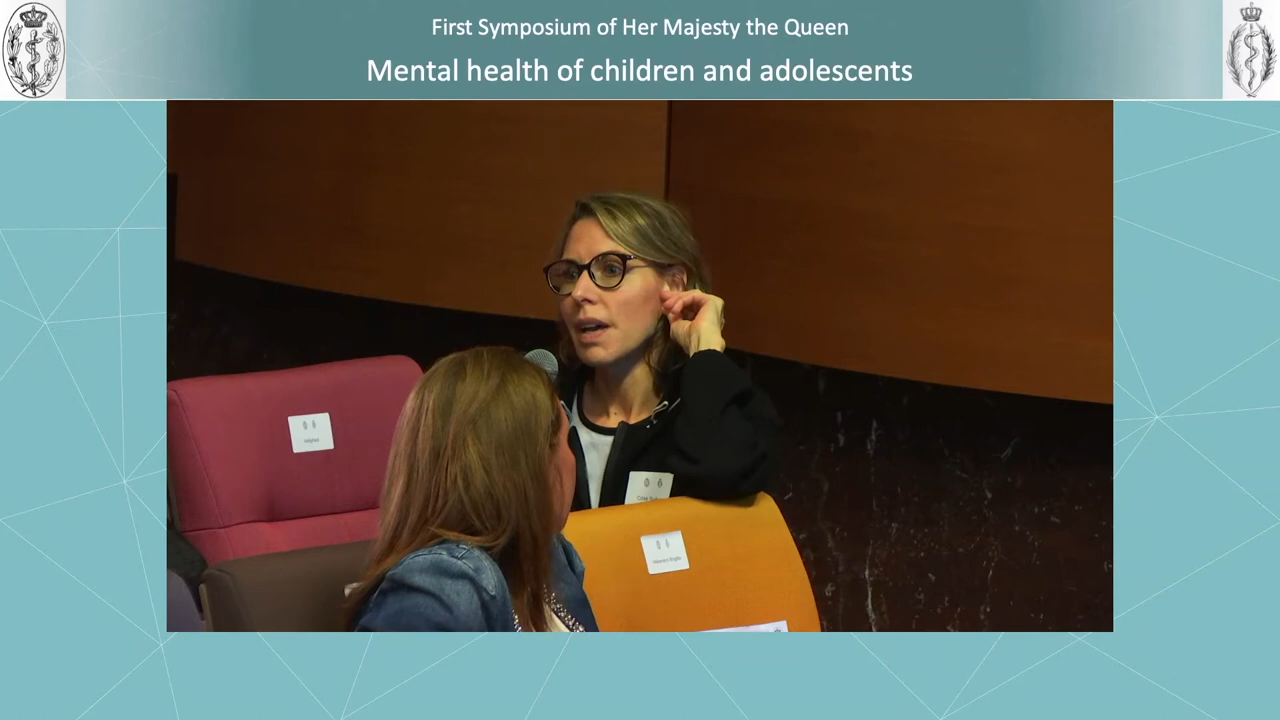 First Symposium of Her Majesty the Queen
Mental health of children and adolescents